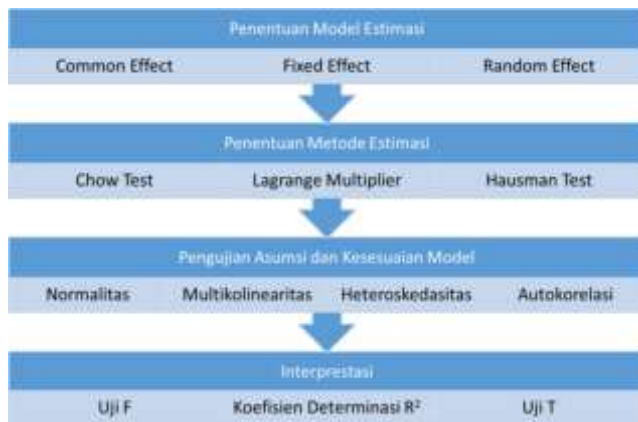 Penentuan Model Estimasi
Common Effect Fixed Effect Random Effect
Penentuan Metode Estimasi
Chow Test Lagrange Multiplier Hausman Test
Pengujian Asumsi dan Kesesuaian Model
Normalitas Multikolinearitas Heteroskedasitas Autokorelasi
Interprestasi
Uji F Koefisien Determinasi R² Uji T